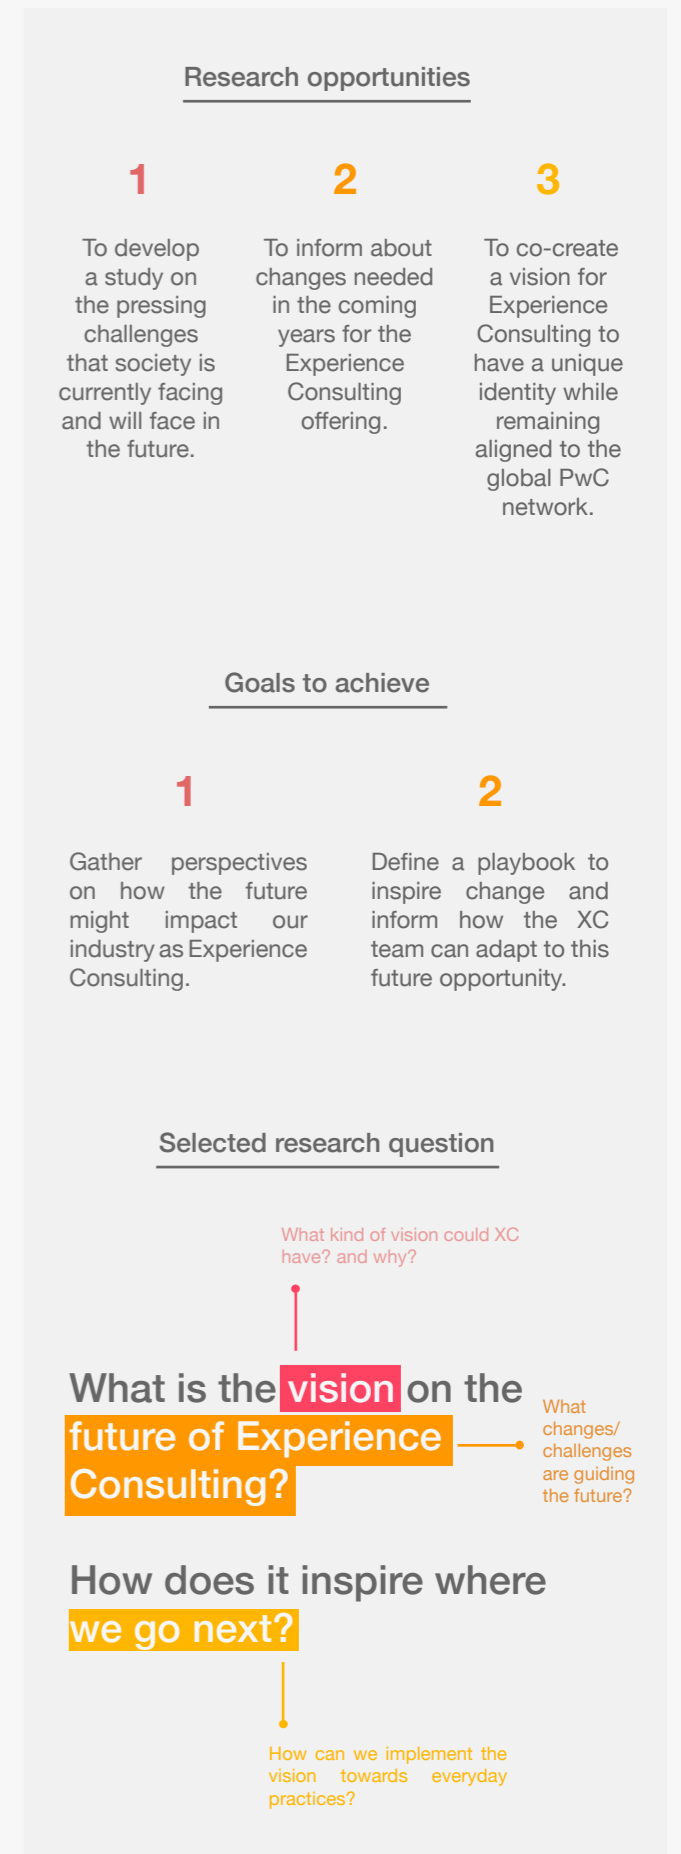 Research opportunities
1
To develop
a study on
the pressing
challenges
that society is
currently facing
and will face in
the future.
2
To inform about
changes needed
in the coming
years for the
Experience
Consulting
offering.
3
To co-create
a vision for
Experience
Consulting to
have a unique
identity while
remaining
aligned to the
global PwC
network.
Goals to achieve
1
Gather perspectives
on how the future
might impact our
industry as Experience
Consulting.
2
Define a playbook to
inspire change and
inform how the XC
team can adapt to this
future opportunity.
Selected research question
What kind of vision could XC
have? and why?
What is the vision on the
future of Experience
Consulting?
What
changes/
challenges
are guiding
the future?
How does it inspire where
we go next?
How can we implement the
vision towards everyday
practices?